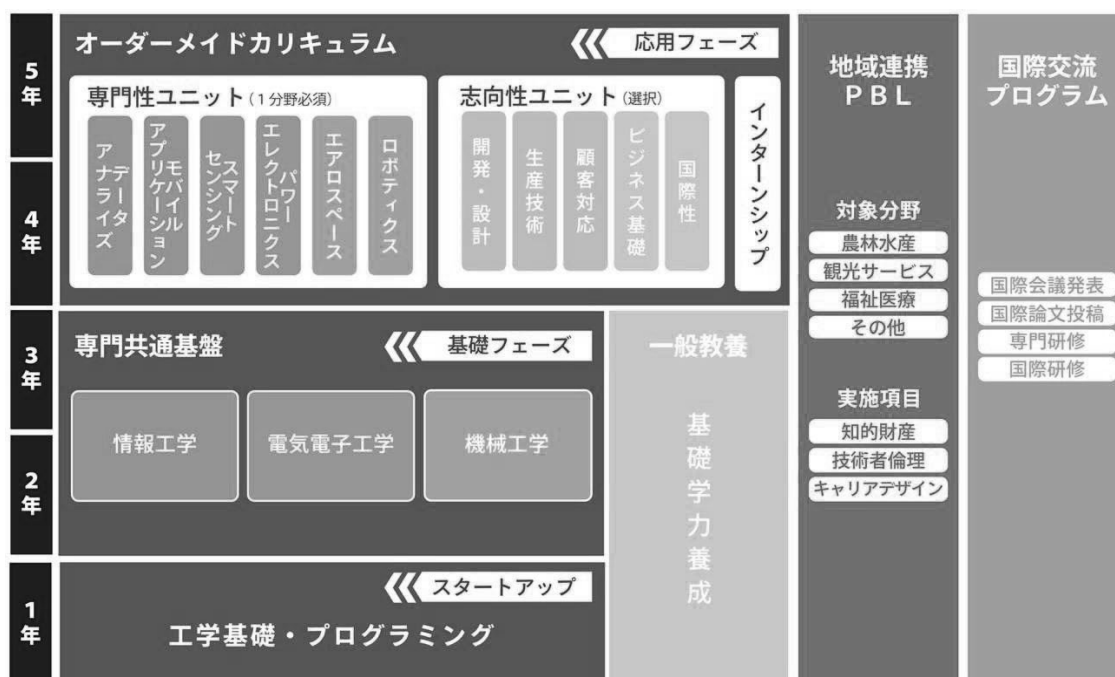 5年
オーダーメイドカリキュラム
応用フェーズ
専門性ユニット(1分野必須)
データ
アナライズ
モバイル
アプリケーション
スマート
センシング
パワー
エレクトロニクス
エアロスペース
ロボティクス
志向性ユニット(選択)
開発・設計
生産技術
顧客対応
ビジネス基礎
国際性
インターンシップ
4年
3年
専門共通基盤
基礎フェーズ
情報工学
電気電子工学
機械工学
2年
1年
スタートアップ
工学基礎・プログラミング
一般教養
基礎学力養成
地域連携
PBL
対象分野
農林水産
観光サービス
福祉医療
その他
実施項目
知的財産
技術者倫理
キャリアデザイン
国際交流
プログラム
国際会議発表
国際論文投稿
専門研修
国際研修